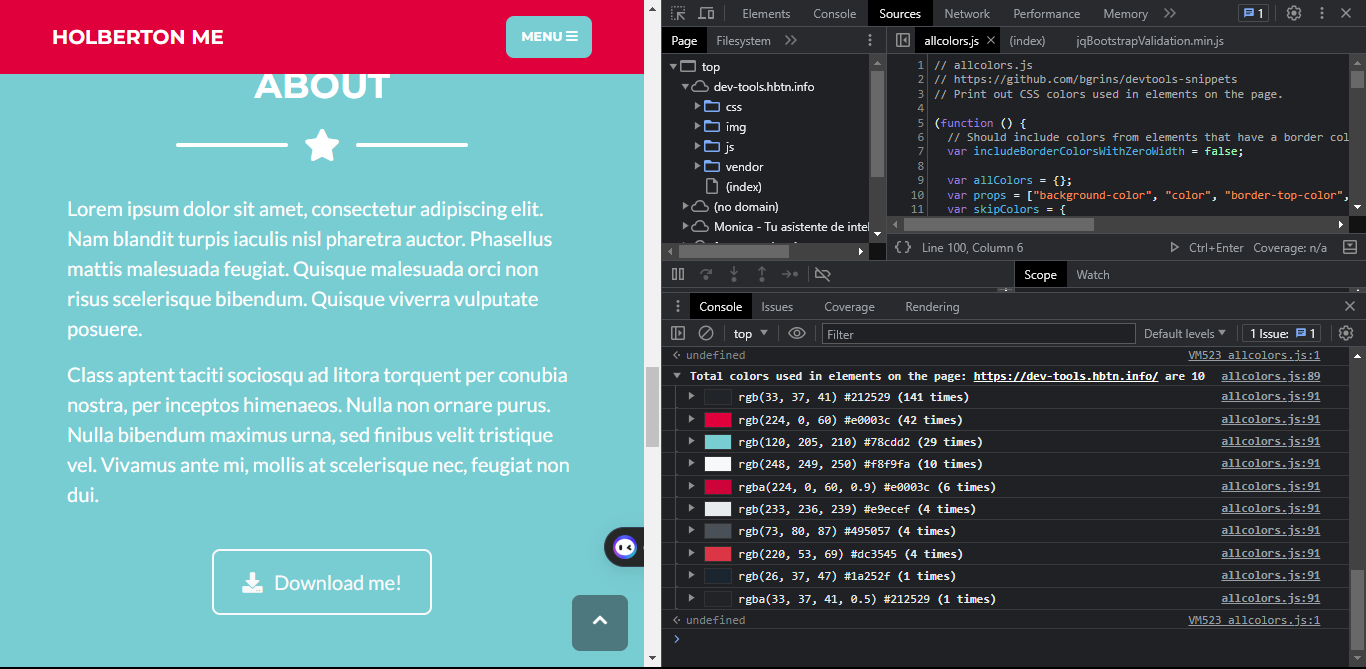 HOLBERTON ME
MENU
ABOUT
Lorem ipsum dolor sit amet, consectetur adipiscing elit.
Nam blandit turpis iaculis nisl pharetra auctor. Phasellus
mattis malesuada feugiat. Quisque malesuada orci non
risus scelerisque bibendum. Quisque viverra vulputate
posuere.
Class aptent taciti sociosqu ad litora torquent per conubia
nostra, per inceptos himenaeos. Nulla non ornare purus.
Nulla bibendum maximus urna, sed finibus velit tristique
vel. Vivamus ante mi, mollis at scelerisque nec, feugiat non
dui.
Download me!
Elements Console Sources Network Performance Memory 1
Page Filesystem
top
dev-tools.hbtn.info
css
img
js
vendor
(index)
(no domain)
Monica - Tu asistente de intel
allcolors.js (index) jqBootstrapValidation.min.js
1 // allcolors.js
2 // https://github.com/bgrins/devtools-snippets
3 // Print out CSS colors used in elements on the page.
4
5 (function () {
6 // Should include colors from elements that have a border col
7 var includeBorderColorsWithZeroWidth = false;
8
9 var allColors = {};
10 var props = ["background-color", "color", "border-top-color",
11 var skipColors = {
{} Line 100, Column 6 Ctrl+Enter Coverage: n/a
Scope Watch
Console Issues Coverage Rendering
top Filter Default levels 1 Issue: 1
undefined VM523 allcolors.js:1
Total colors used in elements on the page: https://dev-tools.hbtn.info/ are 10 allcolors.js:89
rgb(33, 37, 41) #212529 (141 times) allcolors.js:91
rgb(224, 0, 60) #e0003c (42 times) allcolors.js:91
rgb(120, 205, 210) #78cdd2 (29 times) allcolors.js:91
rgb(248, 249, 250) #f8f9fa (10 times) allcolors.js:91
rgba(224, 0, 60, 0.9) #e0003c (6 times) allcolors.js:91
rgb(233, 236, 239) #e9ecef (4 times) allcolors.js:91
rgb(73, 80, 87) #495057 (4 times) allcolors.js:91
rgb(220, 53, 69) #dc3545 (4 times) allcolors.js:91
rgb(26, 37, 47) #1a252f (1 times) allcolors.js:91
rgba(33, 37, 41, 0.5) #212529 (1 times) allcolors.js:91
undefined VM523 allcolors.js:1